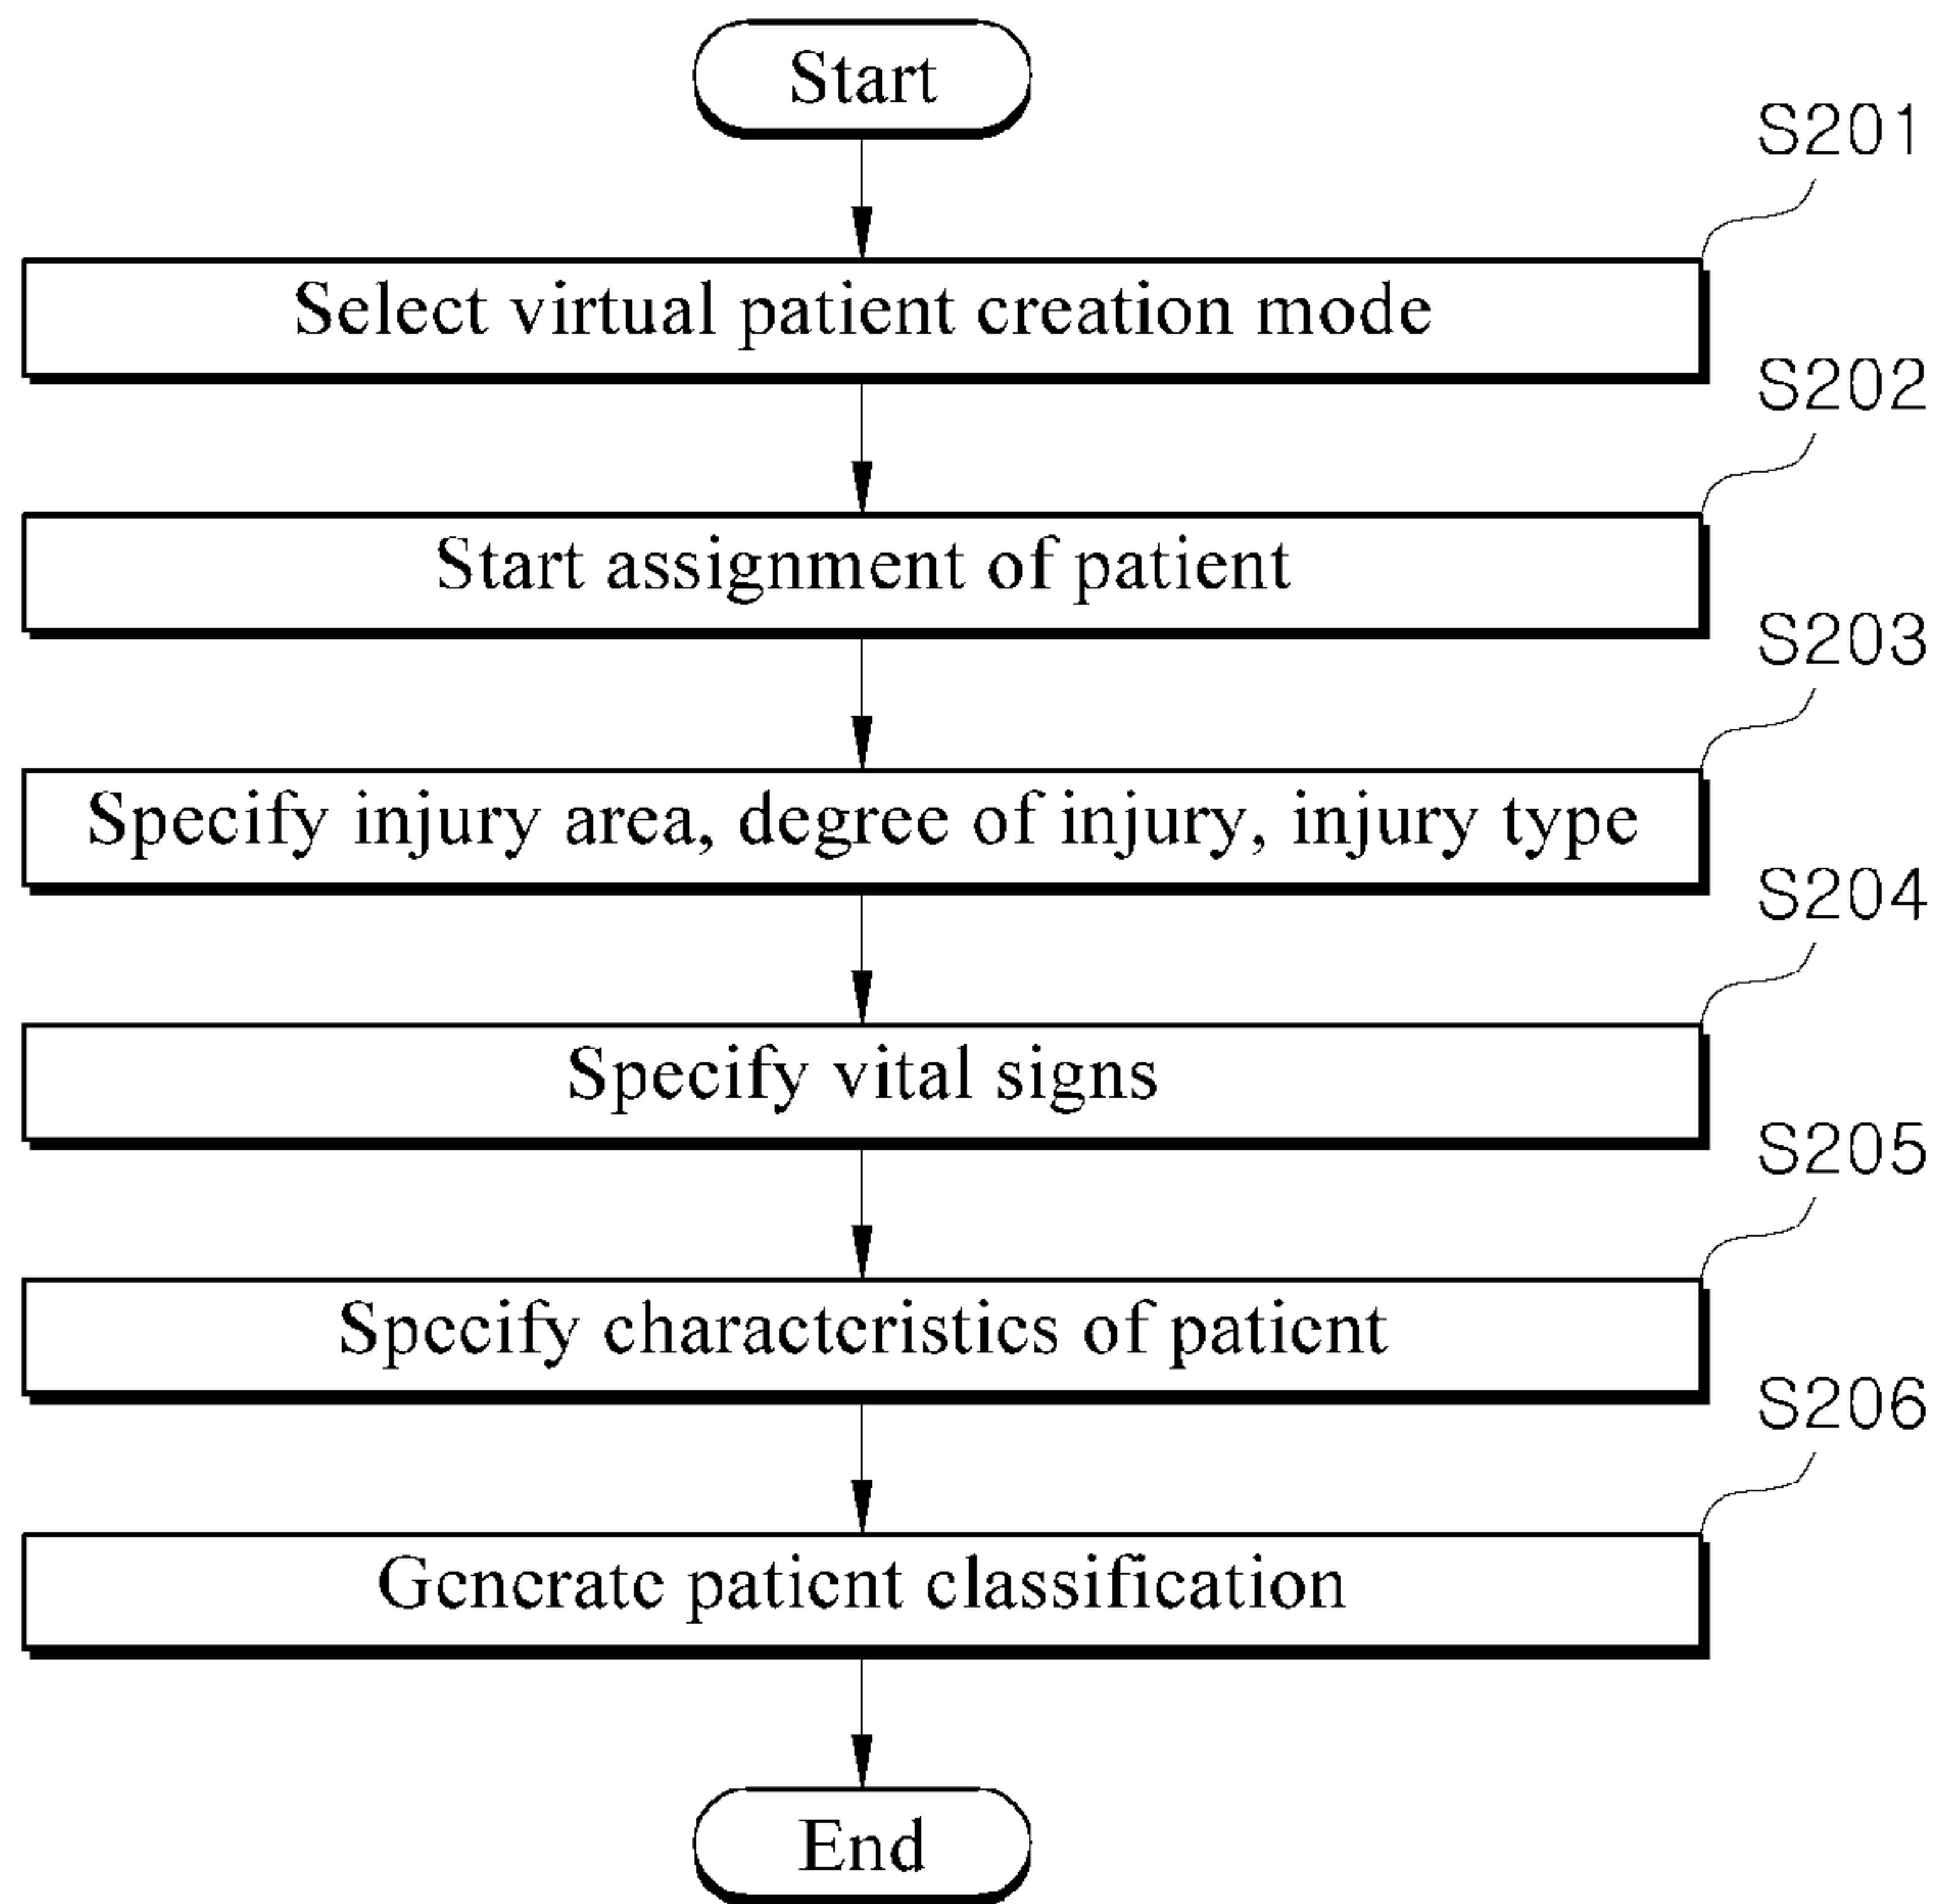 Start
S201
Select virtual patient creation mode
S202
Start assignment of patient
S203
Specify injury area, degree of injury, injury type
S204
Specify vital signs
S205
Specify characteristics of patient
S206
Generate patient classification
End